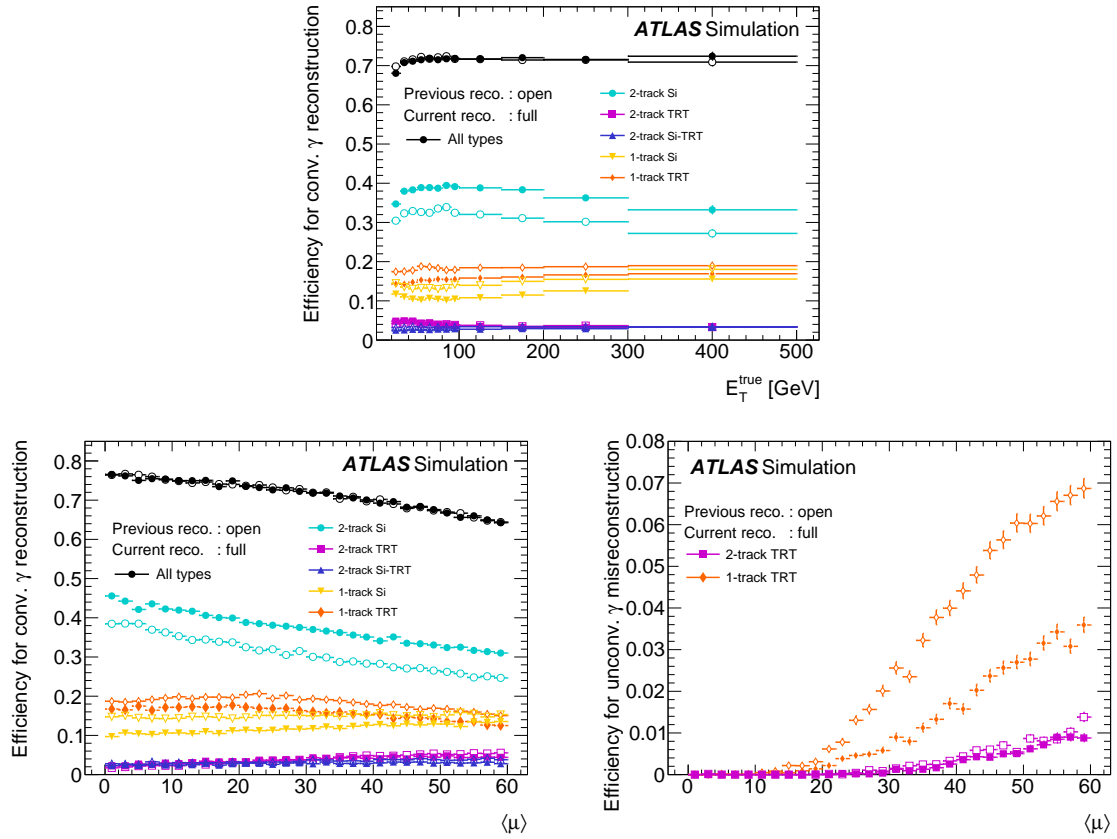 ATLAS Simulation
Efficiency for conv. γ reconstruction
0.8
0.7
0.6
0.5
0.4
0.3
0.2
0.1
0
Previous reco. : open
Current reco. : full
All types
2-track Si
2-track TRT
2-track Si-TRT
1-track Si
1-track TRT
100 200 300 400 500
E_T^true [GeV]
ATLAS Simulation
Efficiency for conv. γ reconstruction
0.8
0.7
0.6
0.5
0.4
0.3
0.2
0.1
0
Previous reco. : open
Current reco. : full
All types
2-track Si
2-track TRT
2-track Si-TRT
1-track Si
1-track TRT
0 10 20 30 40 50 60
⟨μ⟩
ATLAS Simulation
Efficiency for unconv. γ misreconstruction
0.08
0.07
0.06
0.05
0.04
0.03
0.02
0.01
0
Previous reco. : open
Current reco. : full
2-track TRT
1-track TRT
0 10 20 30 40 50 60
⟨μ⟩